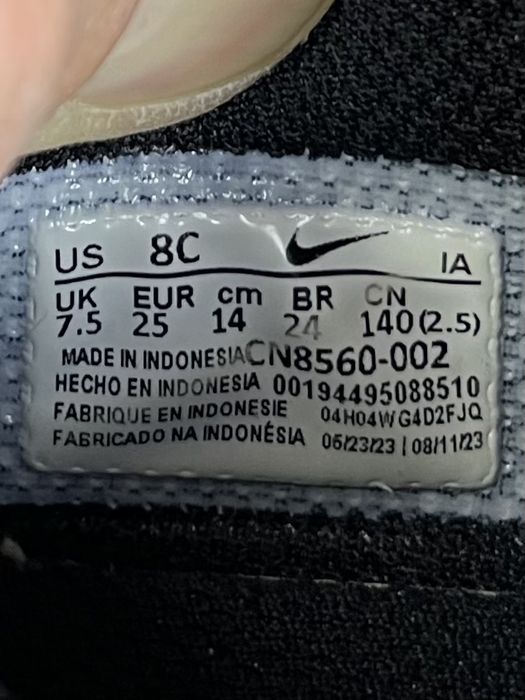 US 8C IA
UK EUR cm BR CN
7.5 25 14 24 140(2.5)
MADE IN INDONESIA CN8560-002
HECHO EN INDONESIA 00194495088510
FABRIQUE EN INDONESIE 04H04WG4D2FJQ
FABRICADO NA INDONÉSIA 06/23/23 | 08/11/23